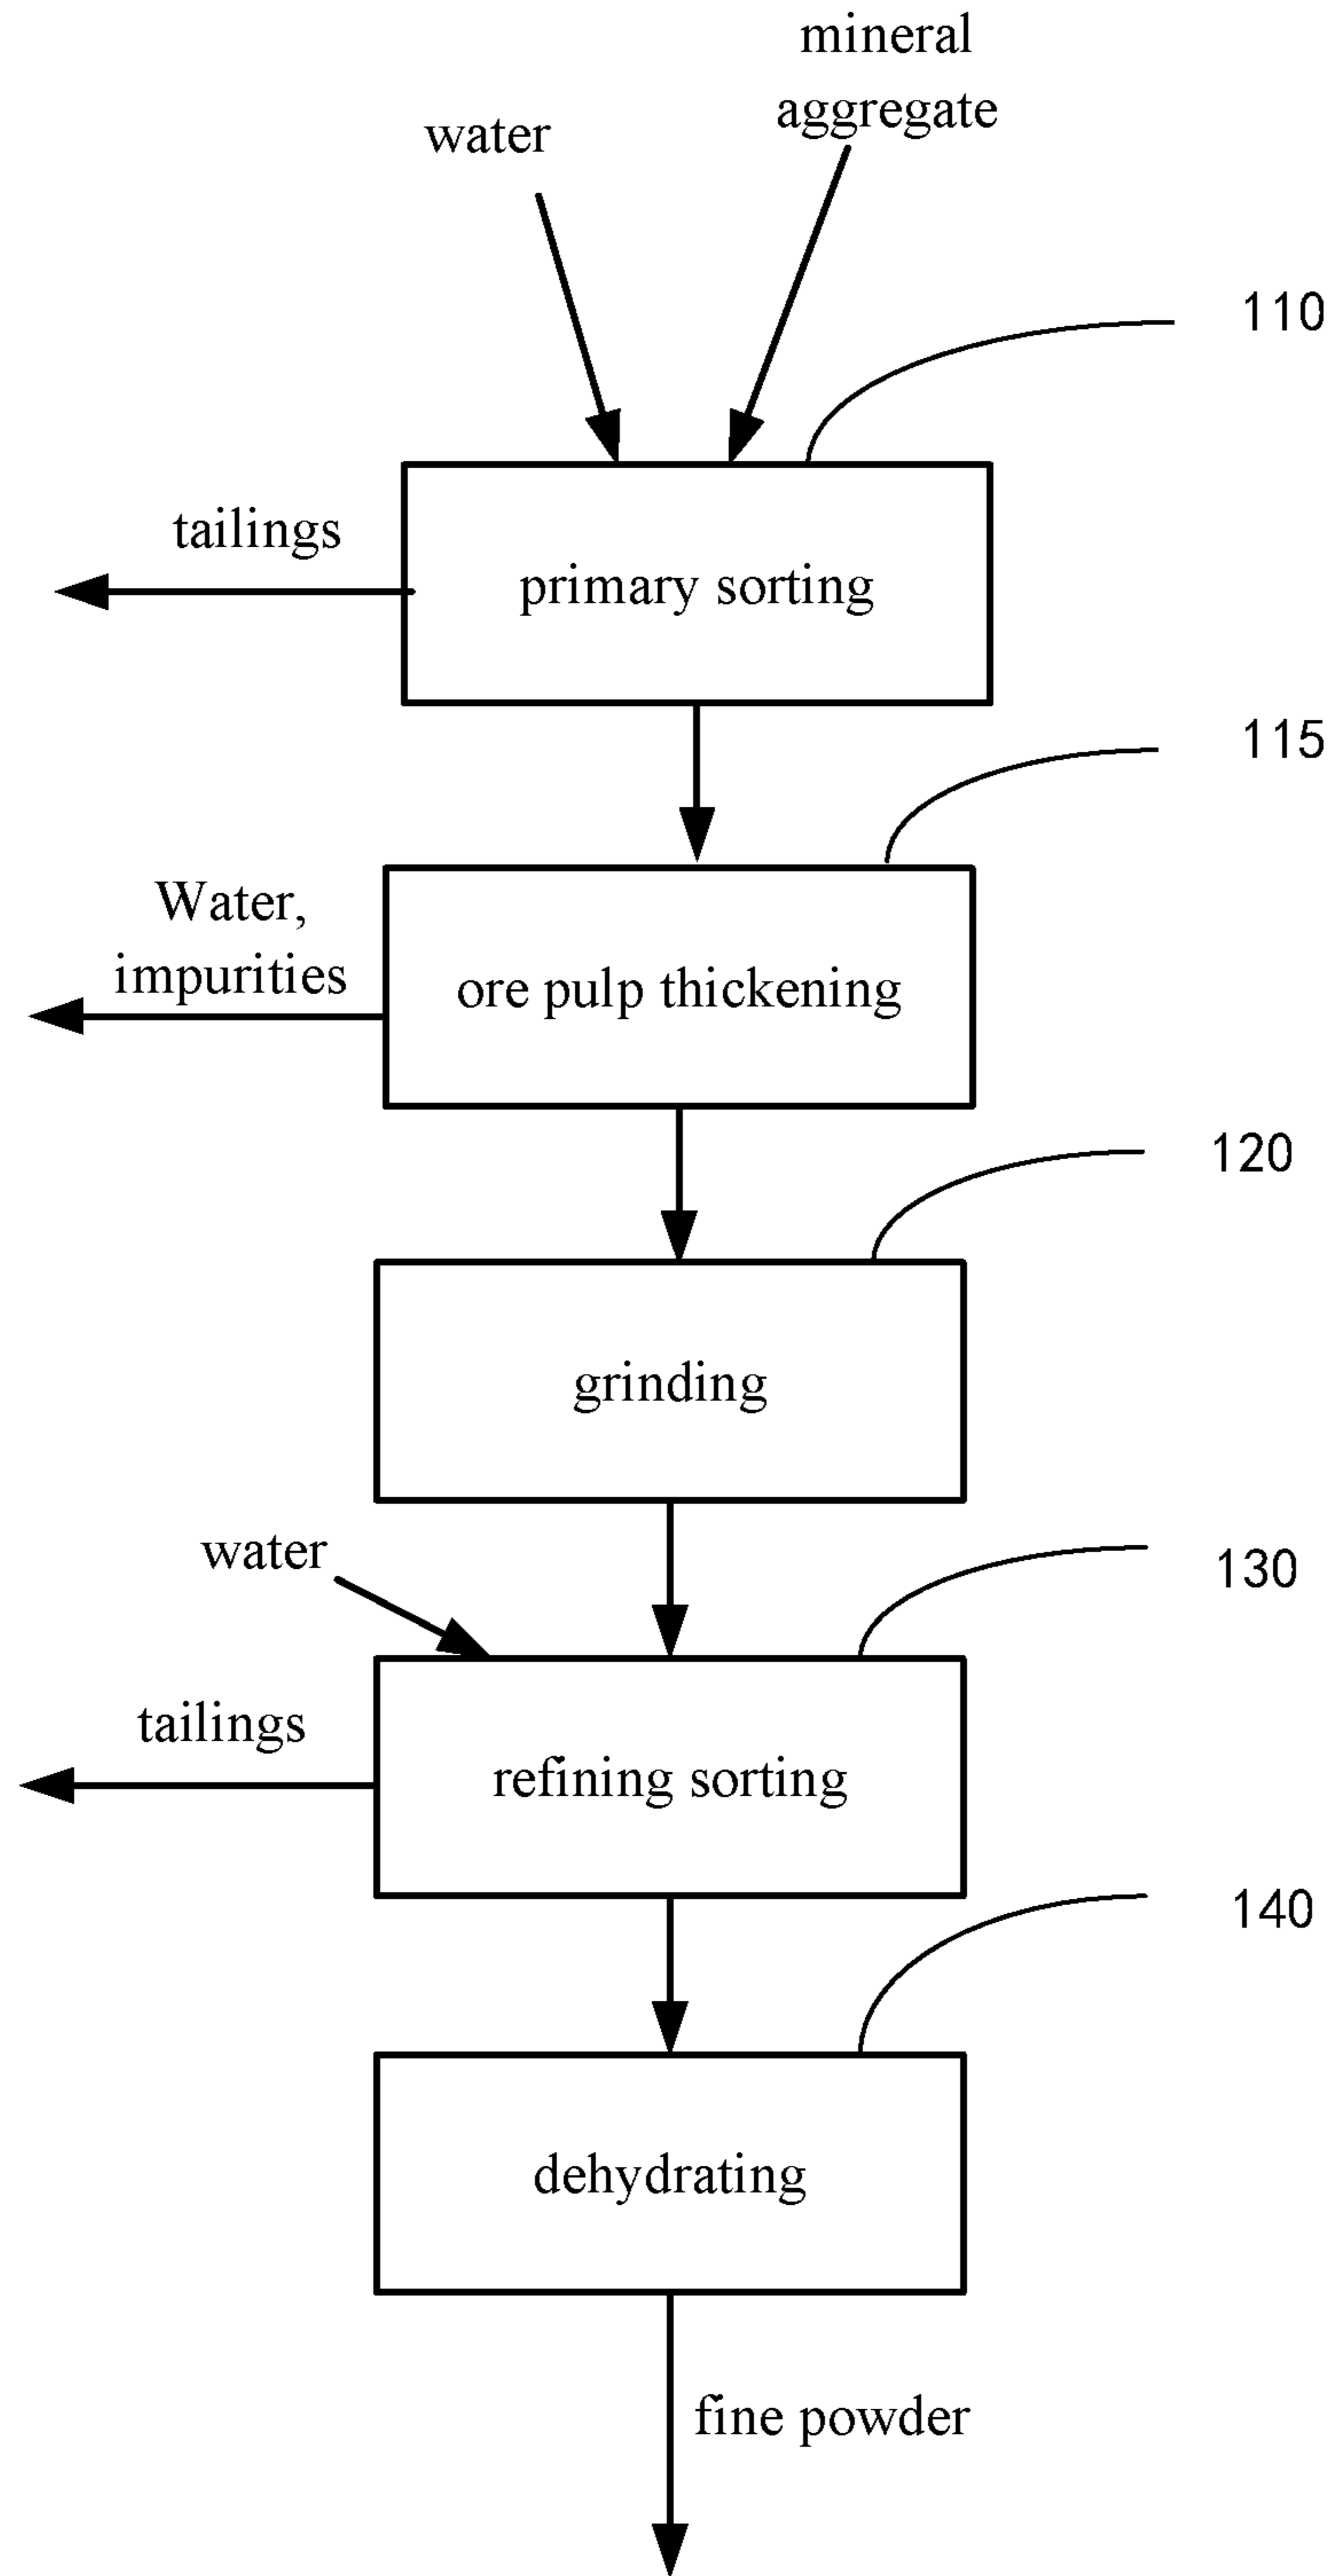 mineral
aggregate
water
110
tailings
primary sorting
115
Water,
impurities
ore pulp thickening
120
grinding
water
130
tailings
refining sorting
140
dehydrating
fine powder